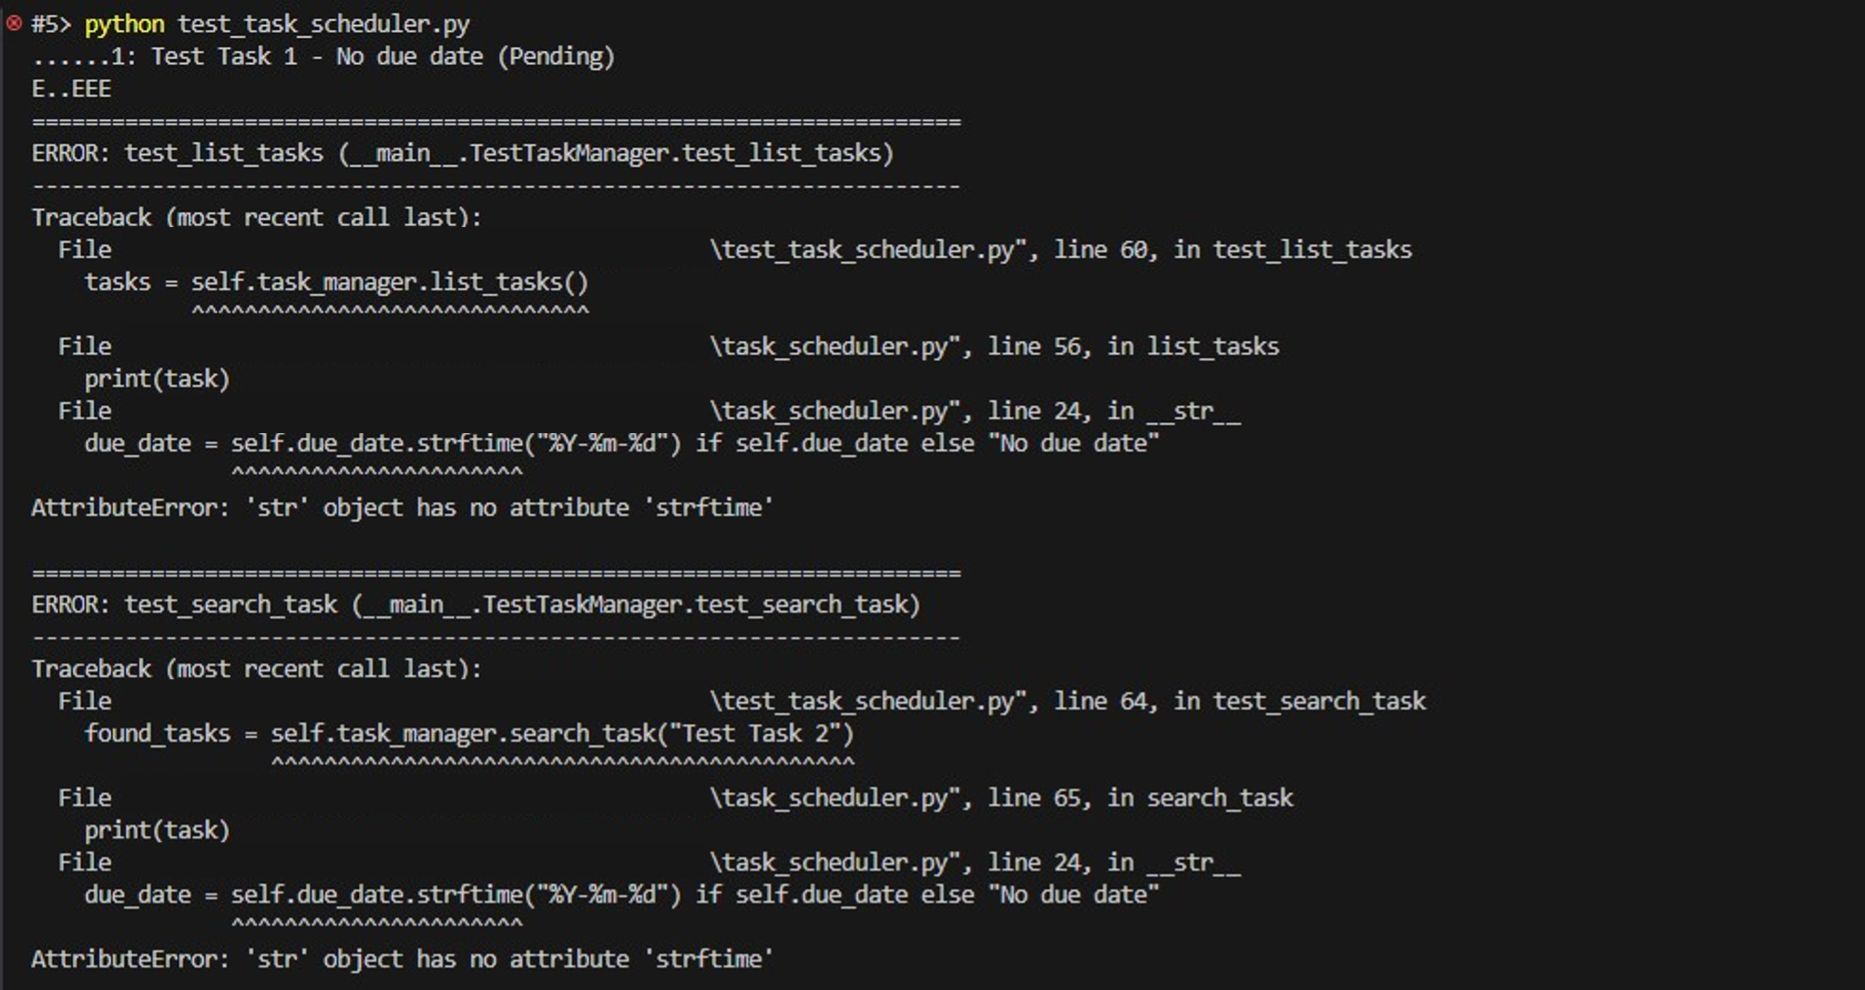 #5> python test_task_scheduler.py
......1: Test Task 1 - No due date (Pending)
E..EEE
======================================================================
ERROR: test_list_tasks (__main__.TestTaskManager.test_list_tasks)
----------------------------------------------------------------------
Traceback (most recent call last):
  File \test_task_scheduler.py", line 60, in test_list_tasks
    tasks = self.task_manager.list_tasks()
            ^^^^^^^^^^^^^^^^^^^^^^^^^^^^^^
  File \task_scheduler.py", line 56, in list_tasks
    print(task)
  File \task_scheduler.py", line 24, in __str__
    due_date = self.due_date.strftime("%Y-%m-%d") if self.due_date else "No due date"
               ^^^^^^^^^^^^^^^^^^^^^^
AttributeError: 'str' object has no attribute 'strftime'
======================================================================
ERROR: test_search_task (__main__.TestTaskManager.test_search_task)
----------------------------------------------------------------------
Traceback (most recent call last):
  File \test_task_scheduler.py", line 64, in test_search_task
    found_tasks = self.task_manager.search_task("Test Task 2")
                  ^^^^^^^^^^^^^^^^^^^^^^^^^^^^^^^^^^^^^^^^^^^^
  File \task_scheduler.py", line 65, in search_task
    print(task)
  File \task_scheduler.py", line 24, in __str__
    due_date = self.due_date.strftime("%Y-%m-%d") if self.due_date else "No due date"
               ^^^^^^^^^^^^^^^^^^^^^^
AttributeError: 'str' object has no attribute 'strftime'